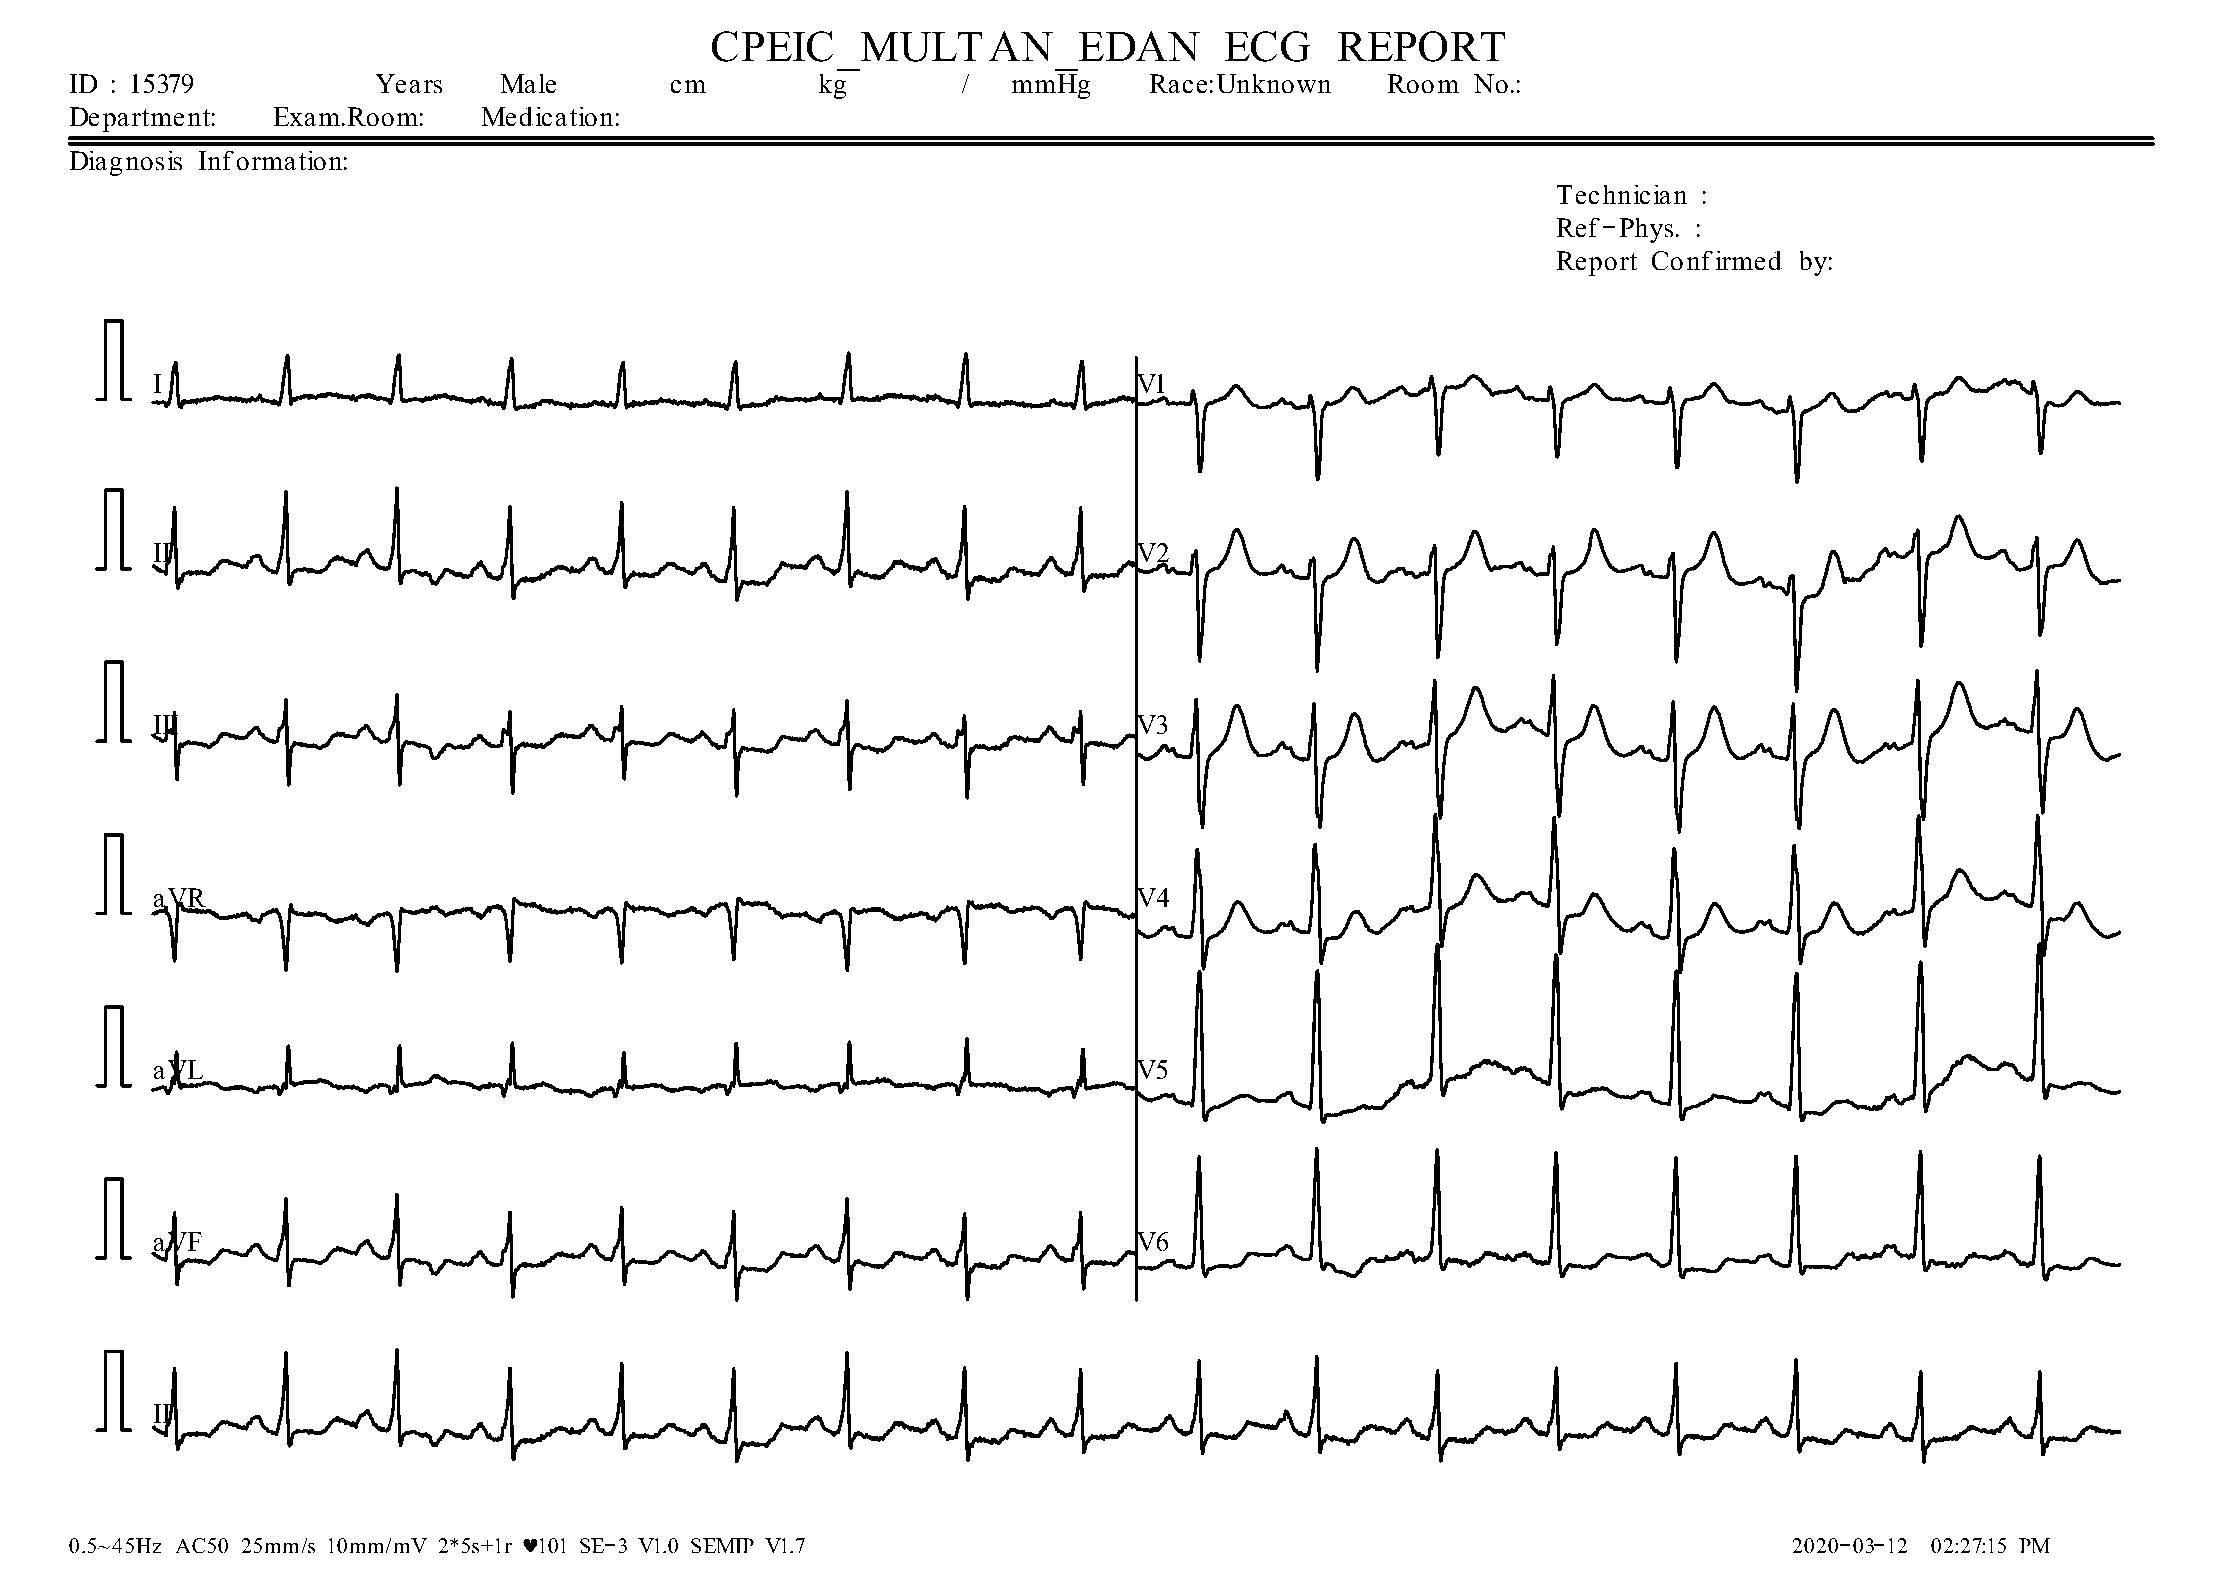 CPEIC_MULTAN_EDAN ECG REPORT
ID : 15379 Years Male cm kg / mmHg Race:Unknown Room No.:
Department: Exam.Room: Medication:
Diagnosis Information:
Technician :
Ref-Phys. :
Report Confirmed by:
I V1
II V2
III V3
aVR V4
aVL V5
aVF V6
II
0.5~45Hz AC50 25mm/s 10mm/mV 2*5s+1r ♥101 SE-3 V1.0 SEMIP V1.7 2020-03-12 02:27:15 PM